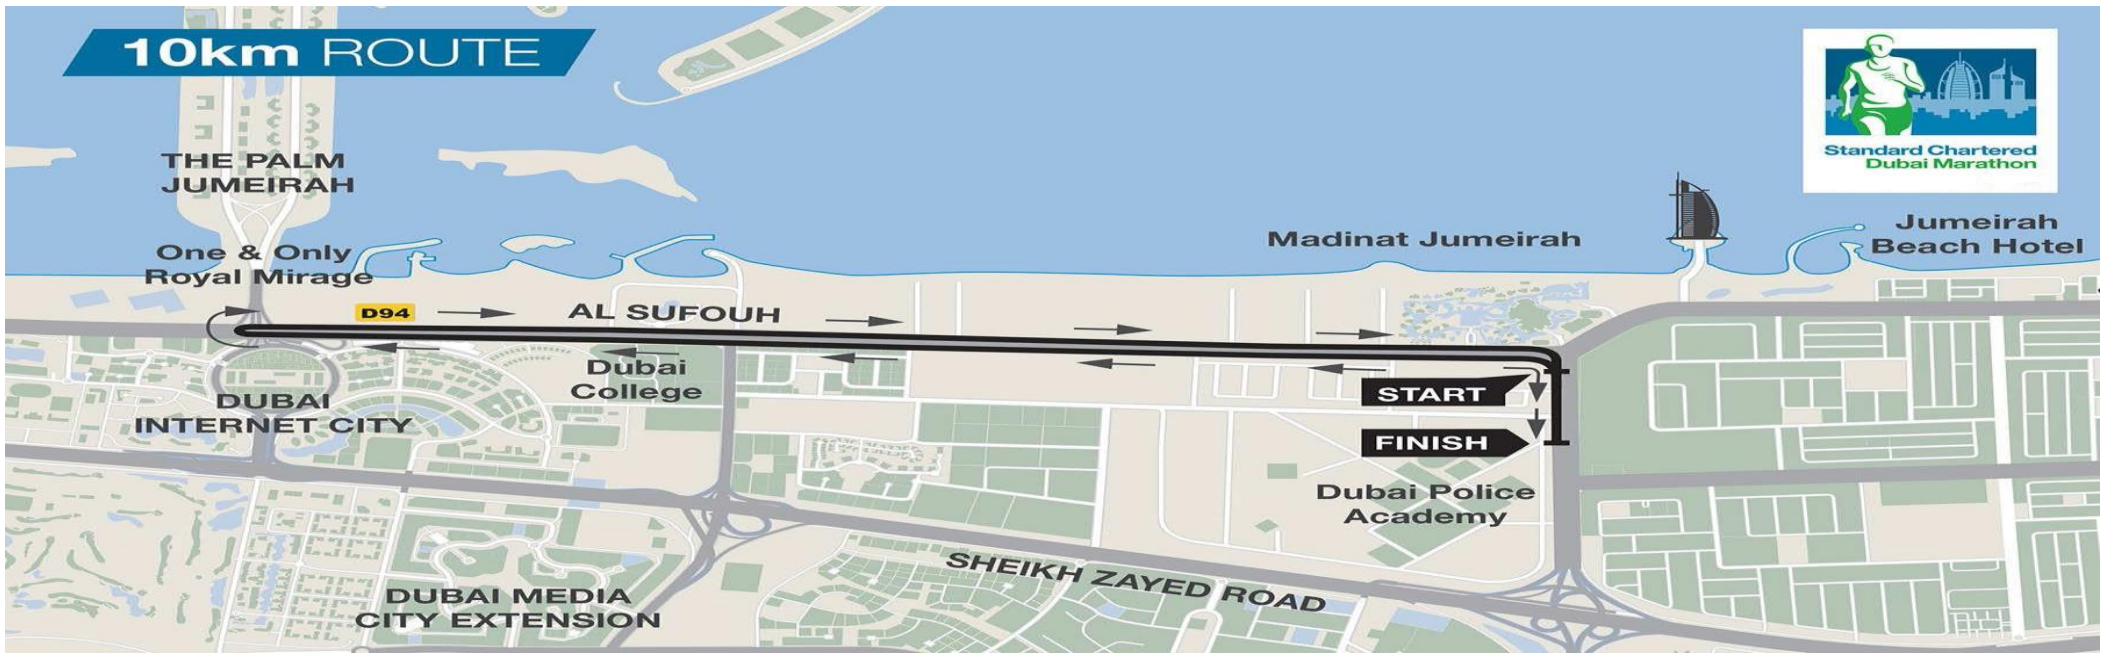 10km ROUTE
Standard Chartered
Dubai Marathon
THE PALM
JUMEIRAH
One & Only
Royal Mirage
Madinat Jumeirah
Jumeirah
Beach Hotel
D94
AL SUFOUH
Dubai
College
START
FINISH
DUBAI
INTERNET CITY
Dubai Police
Academy
SHEIKH ZAYED ROAD
DUBAI MEDIA
CITY EXTENSION